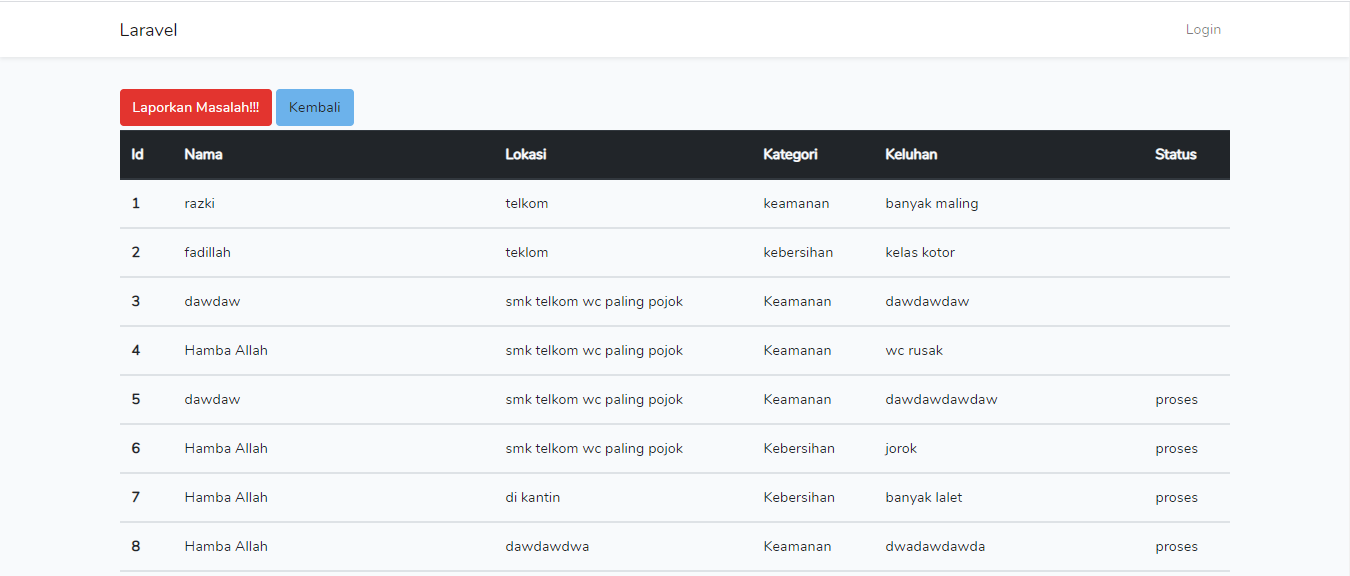 Laravel Login
Laporkan Masalah!!! Kembali
Id Nama Lokasi Kategori Keluhan Status
1 razki telkom keamanan banyak maling
2 fadillah teklom kebersihan kelas kotor
3 dawdaw smk telkom wc paling pojok Keamanan dawdawdaw
4 Hamba Allah smk telkom wc paling pojok Keamanan wc rusak
5 dawdaw smk telkom wc paling pojok Keamanan dawdawdawdaw proses
6 Hamba Allah smk telkom wc paling pojok Kebersihan jorok proses
7 Hamba Allah di kantin Kebersihan banyak lalet proses
8 Hamba Allah dawdawdwa Keamanan dwadawdawda proses